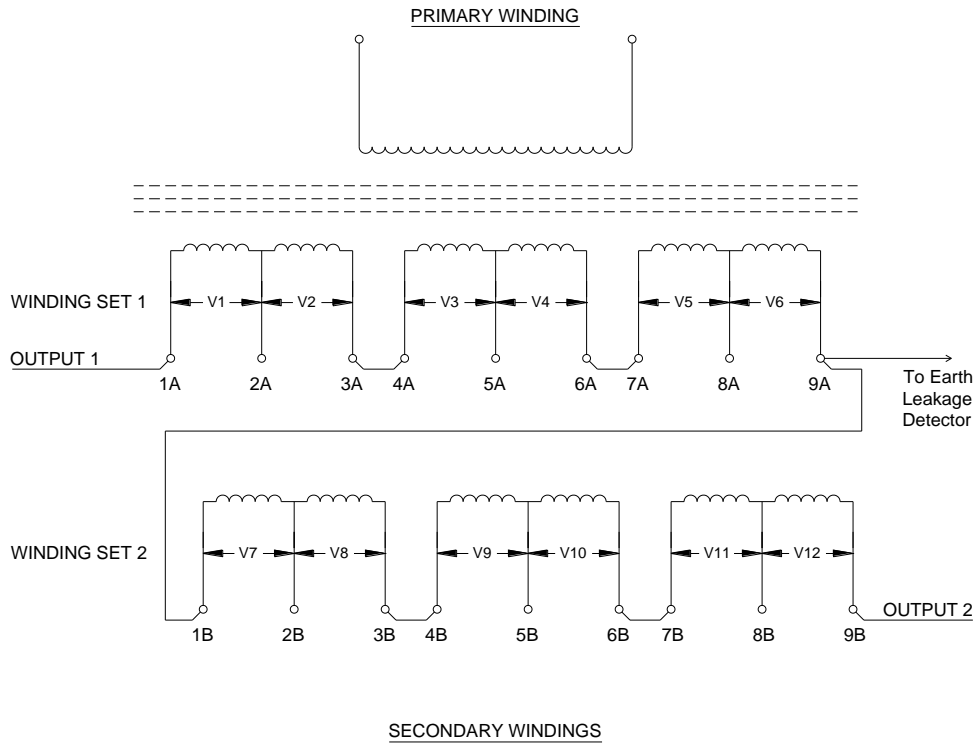 PRIMARY WINDING
WINDING SET 1
V1 V2 V3 V4 V5 V6
OUTPUT 1
1A 2A 3A 4A 5A 6A 7A 8A 9A
To Earth
Leakage
Detector
WINDING SET 2
V7 V8 V9 V10 V11 V12
OUTPUT 2
1B 2B 3B 4B 5B 6B 7B 8B 9B
SECONDARY WINDINGS